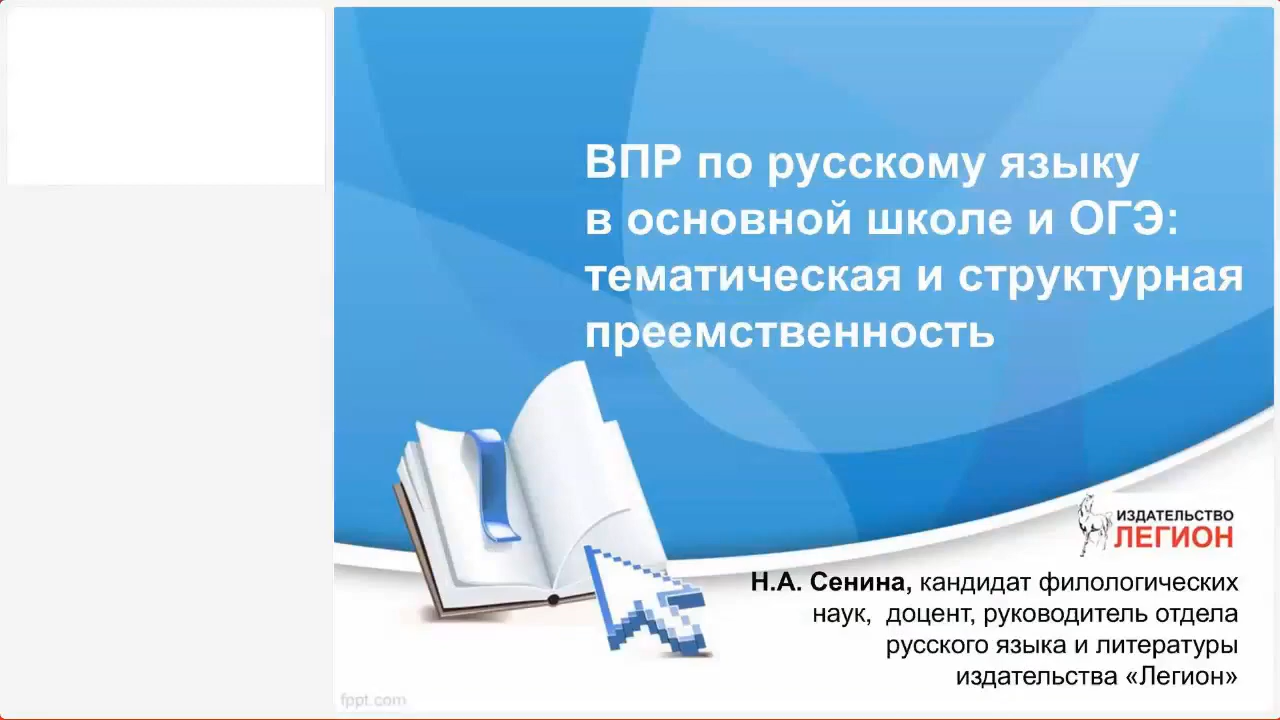 ВПР по русскому языку
в основной школе и ОГЭ:
тематическая и структурная
преемственность
ИЗДАТЕЛЬСТВО
ЛЕГИОН
Н.А. Сенина, кандидат филологических
наук, доцент, руководитель отдела
русского языка и литературы
издательства «Легион»
fppt.com